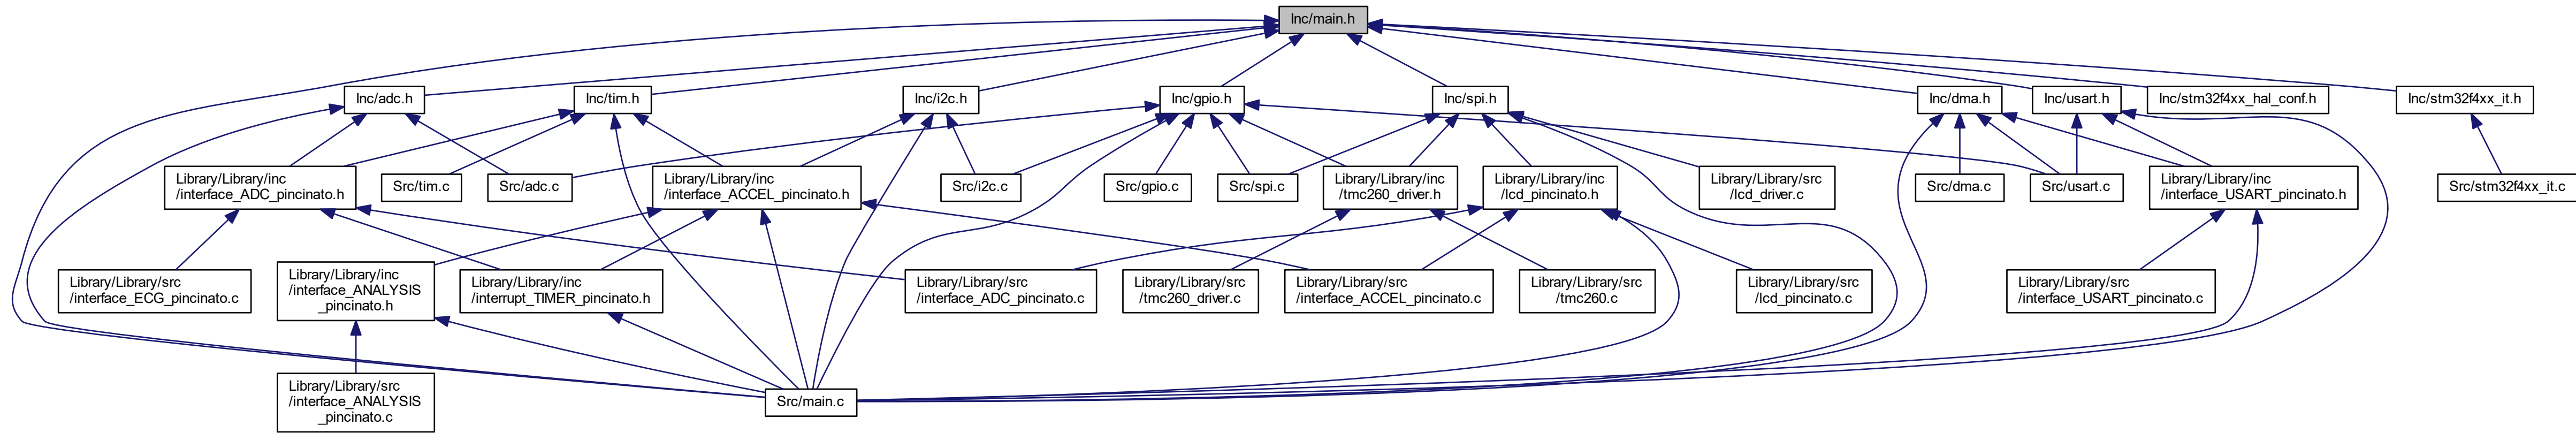 Inc/main.h
Inc/adc.h
Inc/tim.h
Inc/i2c.h
Inc/gpio.h
Inc/spi.h
Inc/dma.h
Inc/usart.h
Inc/stm32f4xx_hal_conf.h
Inc/stm32f4xx_it.h
Library/Library/inc
/interface_ADC_pincinato.h
Src/tim.c
Src/adc.c
Library/Library/inc
/interface_ACCEL_pincinato.h
Src/i2c.c
Src/gpio.c
Src/spi.c
Library/Library/inc
/tmc260_driver.h
Library/Library/inc
/lcd_pincinato.h
Library/Library/src
/lcd_driver.c
Src/dma.c
Src/usart.c
Library/Library/inc
/interface_USART_pincinato.h
Src/stm32f4xx_it.c
Library/Library/src
/interface_ECG_pincinato.c
Library/Library/inc
/interface_ANALYSIS
_pincinato.h
Library/Library/inc
/interrupt_TIMER_pincinato.h
Library/Library/src
/interface_ADC_pincinato.c
Library/Library/src
/tmc260_driver.c
Library/Library/src
/interface_ACCEL_pincinato.c
Library/Library/src
/tmc260.c
Library/Library/src
/lcd_pincinato.c
Library/Library/src
/interface_USART_pincinato.c
Library/Library/src
/interface_ANALYSIS
_pincinato.c
Src/main.c